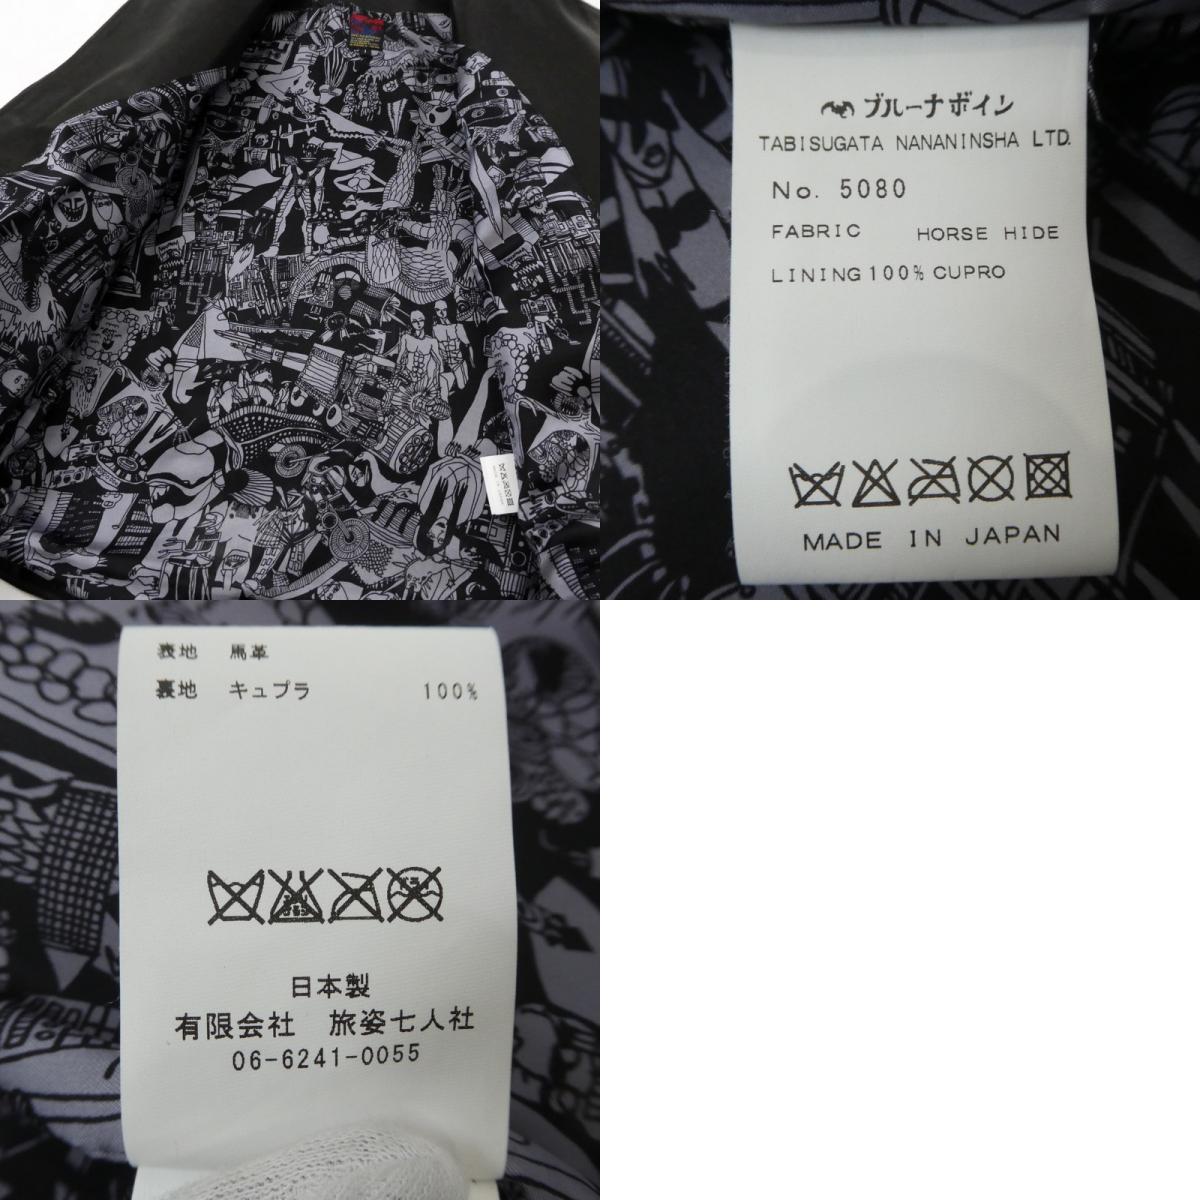 ブルーナボイン
TABISUGATA NANANINSHA LTD.
No. 5080
FABRIC HORSE HIDE
LINING 100% CUPRO
MADE IN JAPAN
表地 馬革
裏地 キュプラ 100%
日本製
有限会社 旅姿七人社
06-6241-0055